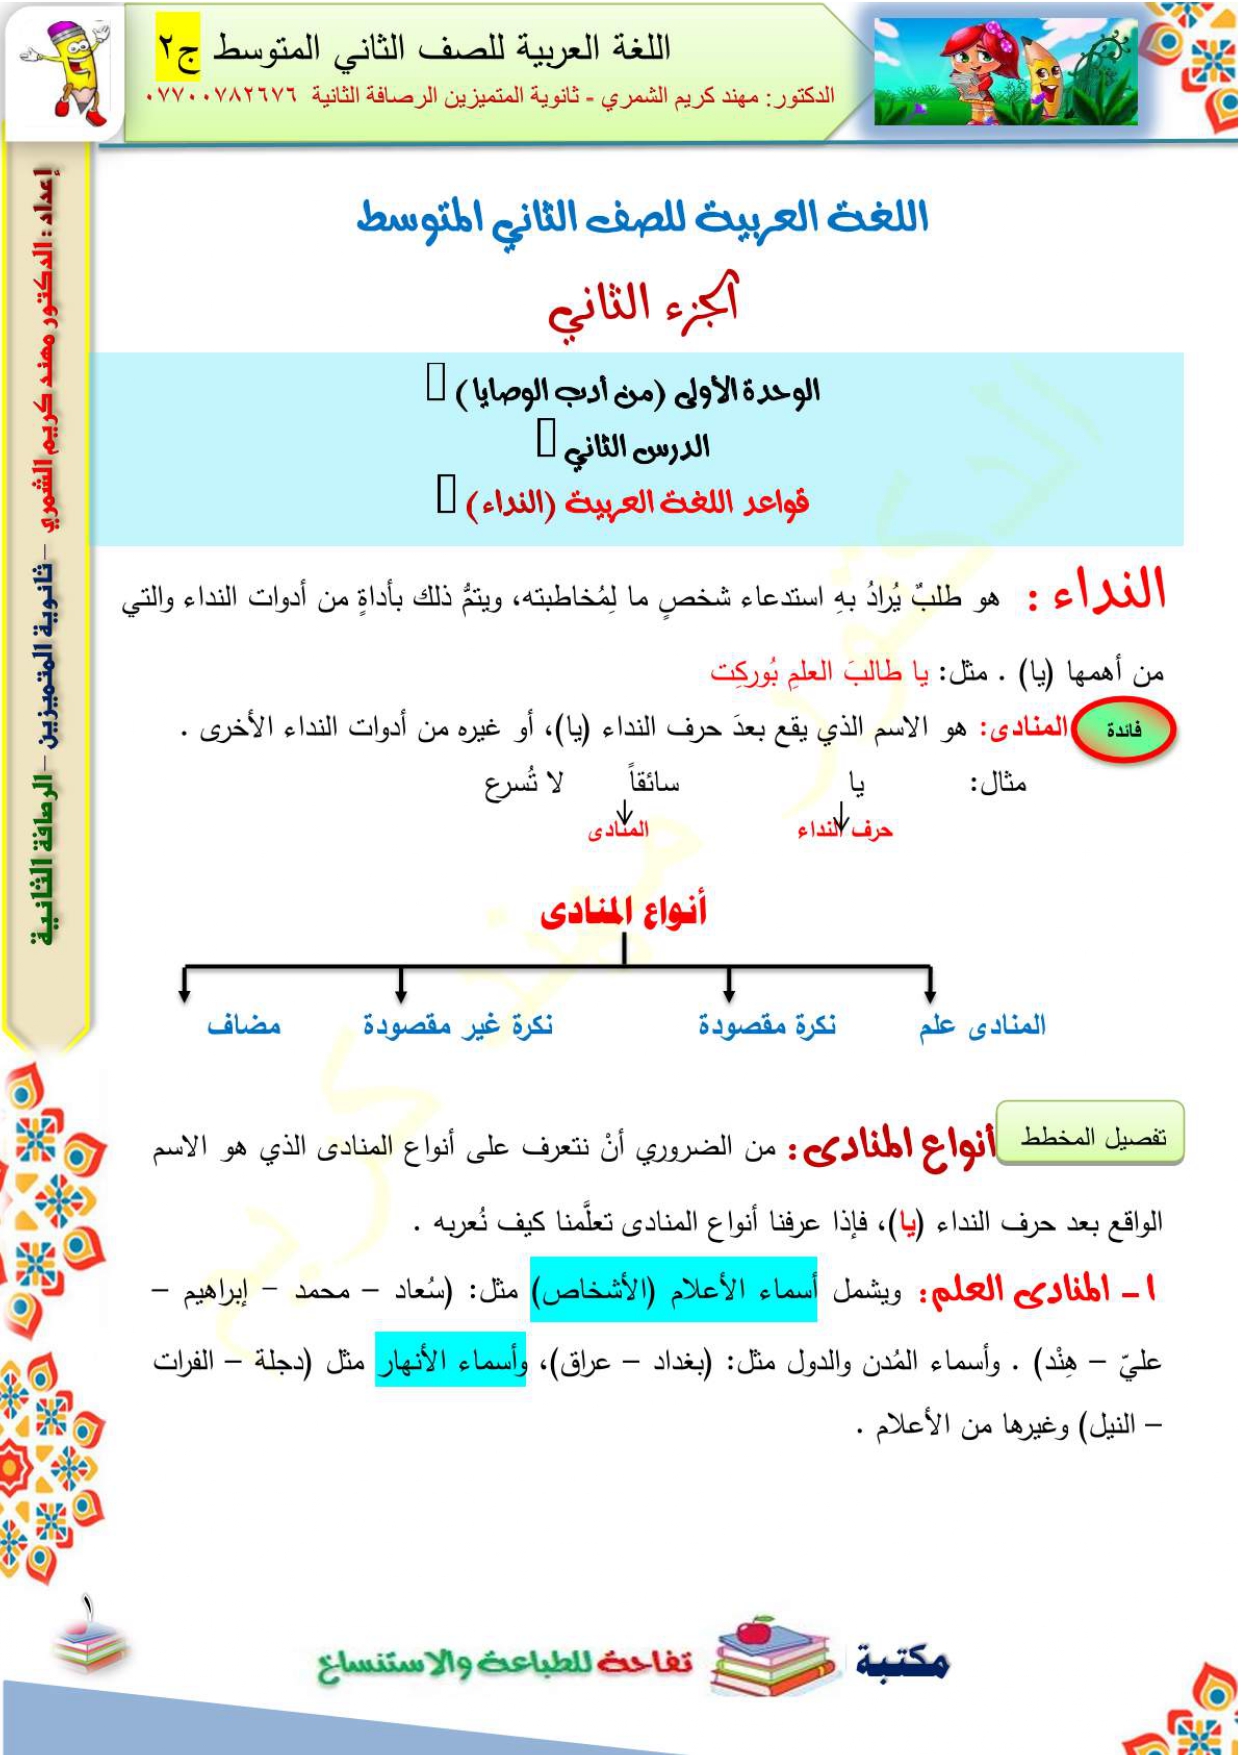 اللغة العربية للصف الثاني المتوسط ج٢
الدكتور: مهند كريم الشمري - ثانوية المتميزين الرصافة الثانية ٠٧٧٠٠٧٨٢٦٧٦
إعداد : الدكتور مهند كريم الشمري – ثانوية المتميزين – الرصافة الثانية
اللغة العربية للصف الثاني المتوسط
الجزء الثاني
الوحدة الأولى (من أدب الوصايا)
الدرس الثاني
قواعد اللغة العربية (النداء)
النداء : هو طلبٌ يُرادُ بهِ استدعاء شخصٍ ما لِمُخاطبته، ويتمُّ ذلك بأداةٍ من أدوات النداء والتي
من أهمها (يا) . مثل: يا طالبَ العلمِ بُورِكت
فائدة المنادى: هو الاسم الذي يقع بعدَ حرف النداء (يا)، أو غيره من أدوات النداء الأخرى .
مثال: يا سائقاً لا تُسرع
حرف النداء المنادى
أنواع المنادى
المنادى علم نكرة مقصودة نكرة غير مقصودة مضاف
تفصيل المخطط أنواع المنادى: من الضروري أنْ نتعرف على أنواع المنادى الذي هو الاسم
الواقع بعد حرف النداء (يا)، فإذا عرفنا أنواع المنادى تعلَّمنا كيف نُعربه .
١- المنادى العلم: ويشمل أسماء الأعلام (الأشخاص) مثل: (سُعاد – محمد – إبراهيم –
عليّ – هِنْد) . وأسماء المُدن والدول مثل: (بغداد – عراق)، وأسماء الأنهار مثل (دجلة – الفرات
– النيل) وغيرها من الأعلام .
١
مكتبة تفاحة للطباعة والاستنساخ